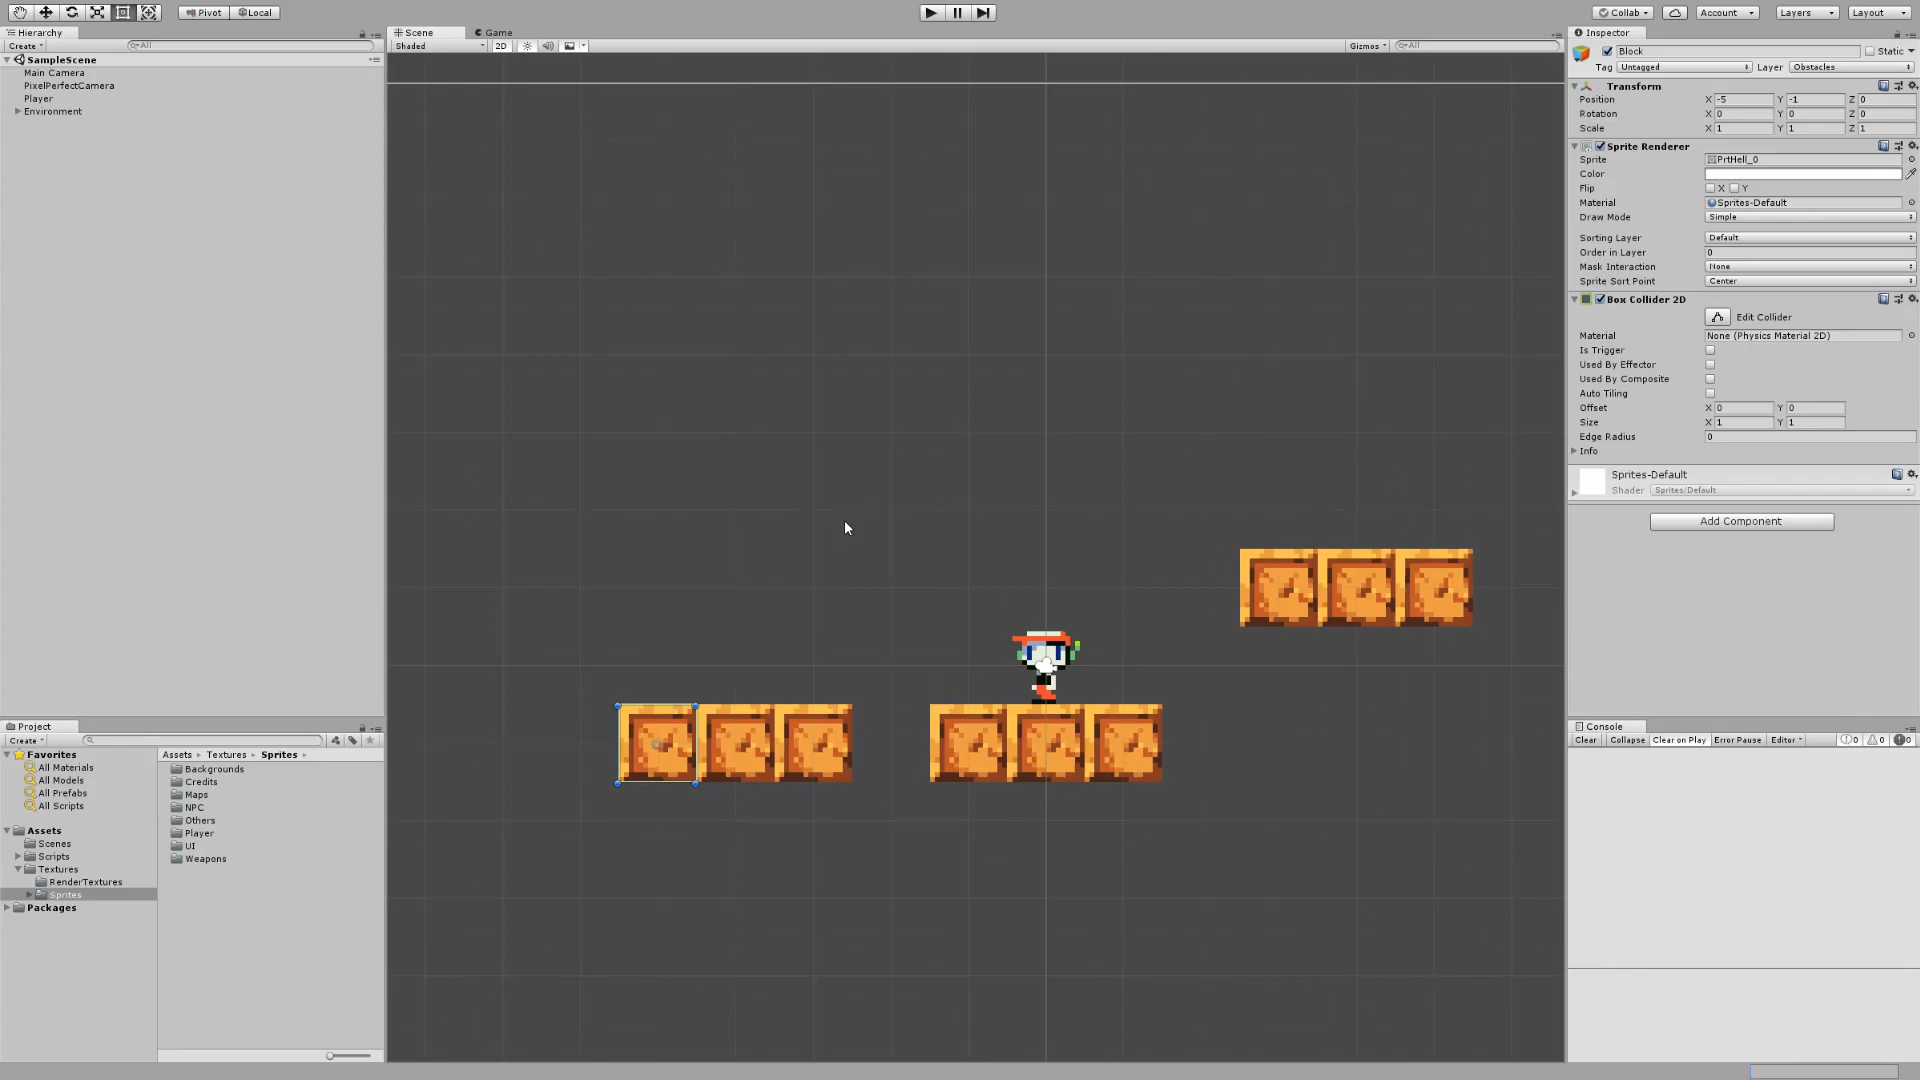 Pivot Local
Collab Account Layers Layout
Hierarchy
Create All
SampleScene
Main Camera
PixelPerfectCamera
Player
Environment
Scene Game
Shaded 2D Gizmos All
Inspector
Block Static
Tag Untagged Layer Obstacles
Transform
Position X -5 Y -1 Z 0
Rotation X 0 Y 0 Z 0
Scale X 1 Y 1 Z 1
Sprite Renderer
Sprite PrtHell_0
Color
Flip X Y
Material Sprites-Default
Draw Mode Simple
Sorting Layer Default
Order in Layer 0
Mask Interaction None
Sprite Sort Point Center
Box Collider 2D
Edit Collider
Material None (Physics Material 2D)
Is Trigger
Used By Effector
Used By Composite
Auto Tiling
Offset X 0 Y 0
Size X 1 Y 1
Edge Radius 0
Info
Sprites-Default
Shader Sprites/Default
Add Component
Project
Create
Favorites
All Materials
All Models
All Prefabs
All Scripts
Assets
Scenes
Scripts
Textures
RenderTextures
Sprites
Packages
Assets Textures Sprites
Backgrounds
Credits
Maps
NPC
Others
Player
UI
Weapons
Console
Clear Collapse Clear on Play Error Pause Editor 0 0 0